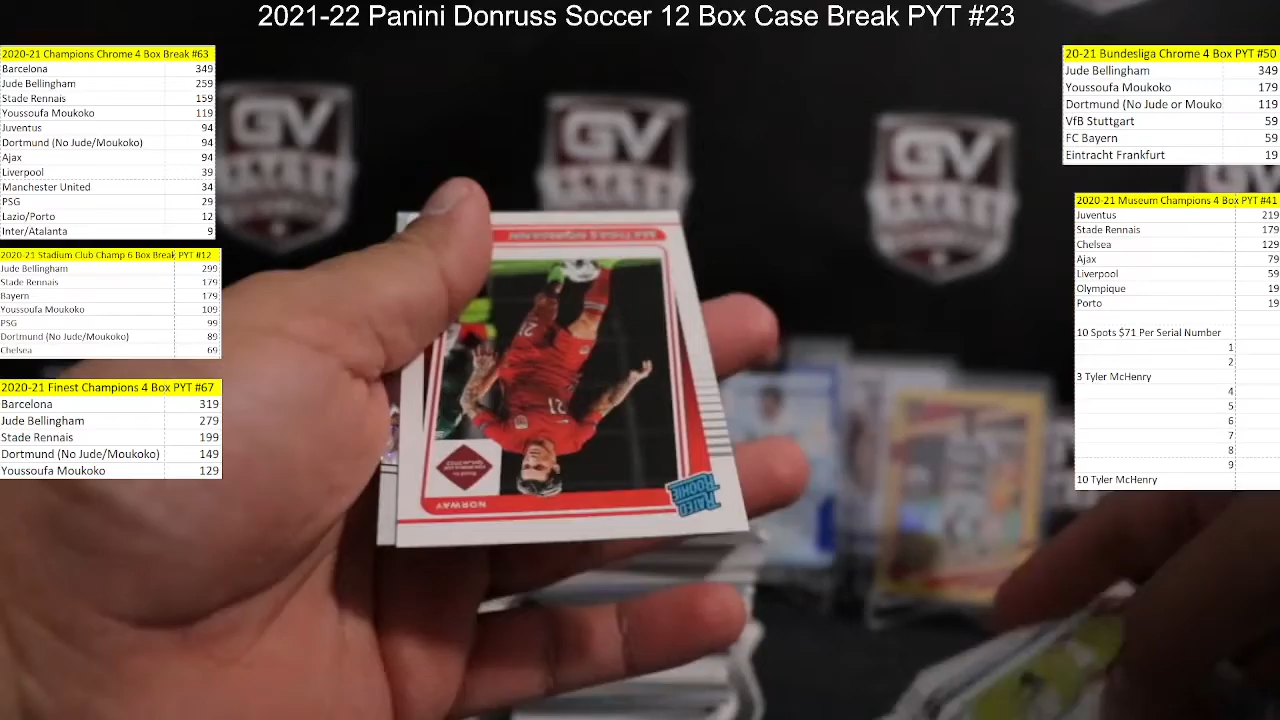 2021-22 Panini Donruss Soccer 12 Box Case Break PYT #23
2020-21 Champions Chrome 4 Box Break #63
Barcelona 349
Jude Bellingham 259
Stade Rennais 159
Youssoufa Moukoko 119
Juventus 94
Dortmund (No Jude/Moukoko) 94
Ajax 94
Liverpool 39
Manchester United 34
PSG 29
Lazio/Porto 12
Inter/Atalanta 9
2020-21 Stadium Club Champ 6 Box Break PYT #12
Jude Bellingham 299
Stade Rennais 179
Bayern 179
Youssoufa Moukoko 109
PSG 99
Dortmund (No Jude/Moukoko) 89
Chelsea 69
2020-21 Finest Champions 4 Box PYT #67
Barcelona 319
Jude Bellingham 279
Stade Rennais 199
Dortmund (No Jude/Moukoko) 149
Youssoufa Moukoko 129
20-21 Bundesliga Chrome 4 Box PYT #50
Jude Bellingham 349
Youssoufa Moukoko 179
Dortmund (No Jude or Mouko 119
VfB Stuttgart 59
FC Bayern 59
Eintracht Frankfurt 19
2020-21 Museum Champions 4 Box PYT #41
Juventus 219
Stade Rennais 179
Chelsea 129
Ajax 79
Liverpool 59
Olympique 19
Porto 19
10 Spots $71 Per Serial Number
1
2
3 Tyler McHenry
4
5
6
7
8
9
10 Tyler McHenry
GV
GV
GV
GV
21
21
NORWAY
RATED
ROOKIE